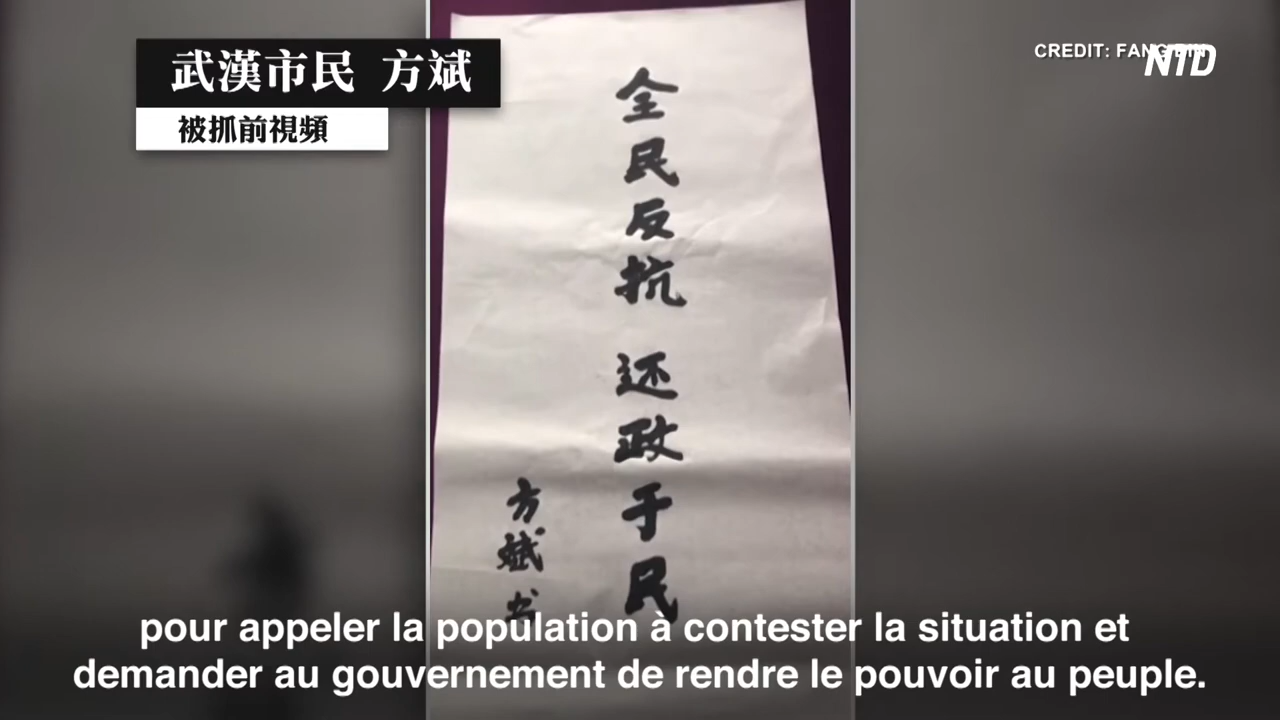 武漢市民 方斌
被抓前視頻
CREDIT: FANG BIN
NTD
全民反抗 还政于民
方斌书
pour appeler la population à contester la situation et
demander au gouvernement de rendre le pouvoir au peuple.